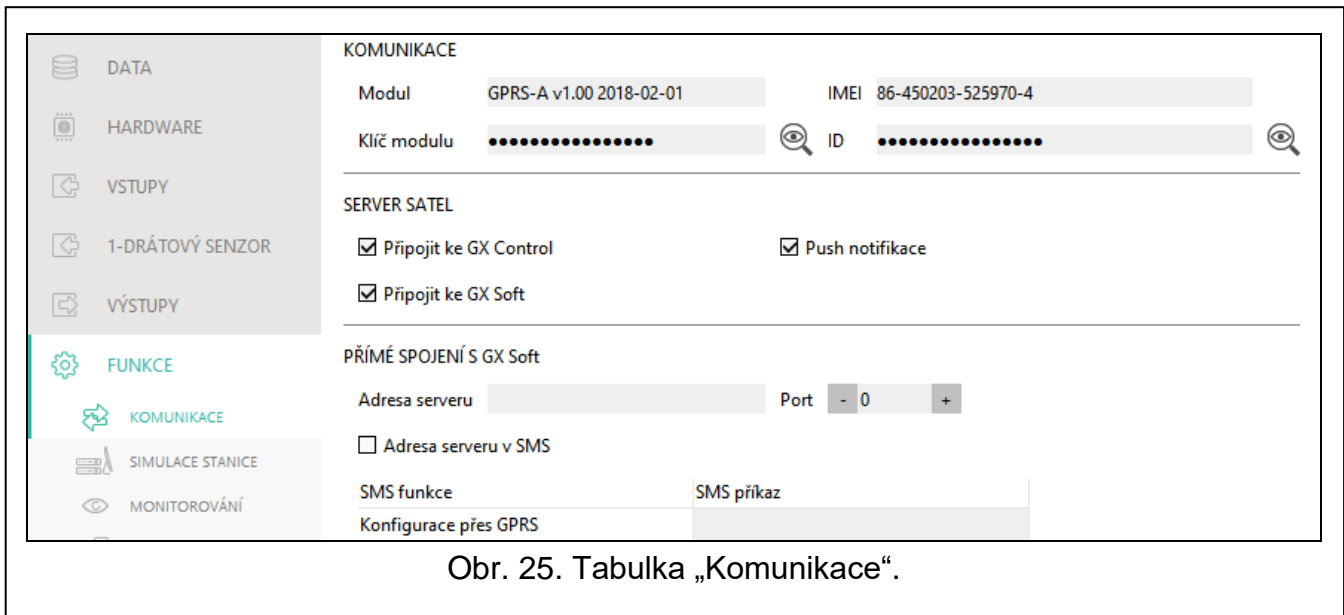 DATA
HARDWARE
VSTUPY
1-DRÁTOVÝ SENZOR
VÝSTUPY
FUNKCE
KOMUNIKACE
SIMULACE STANICE
MONITOROVÁNÍ
KOMUNIKACE
Modul GPRS-A v1.00 2018-02-01 IMEI 86-450203-525970-4
Klíč modulu •••••••••••••••• ID ••••••••••••••••
SERVER SATEL
Připojit ke GX Control Push notifikace
Připojit ke GX Soft
PŘÍMÉ SPOJENÍ S GX Soft
Adresa serveru Port - 0 +
Adresa serveru v SMS
SMS funkce SMS příkaz
Konfigurace přes GPRS
Obr. 25. Tabulka „Komunikace“.